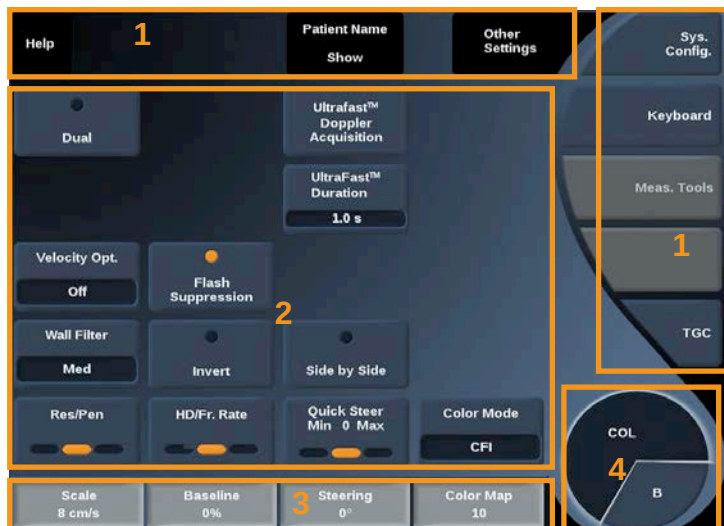 Help
1
Patient Name
Show
Other
Settings
Sys.
Config.
Keyboard
Meas. Tools
1
TGC
Dual
Ultrafast™
Doppler
Acquisition
UltraFast™
Duration
1.0 s
Velocity Opt.
Off
Flash
Suppression
2
Wall Filter
Med
Invert
Side by Side
Res/Pen
HD/Fr. Rate
Quick Steer
Min 0 Max
Color Mode
CFI
COL
4
B
Scale
8 cm/s
Baseline
0%
3
Steering
0°
Color Map
10